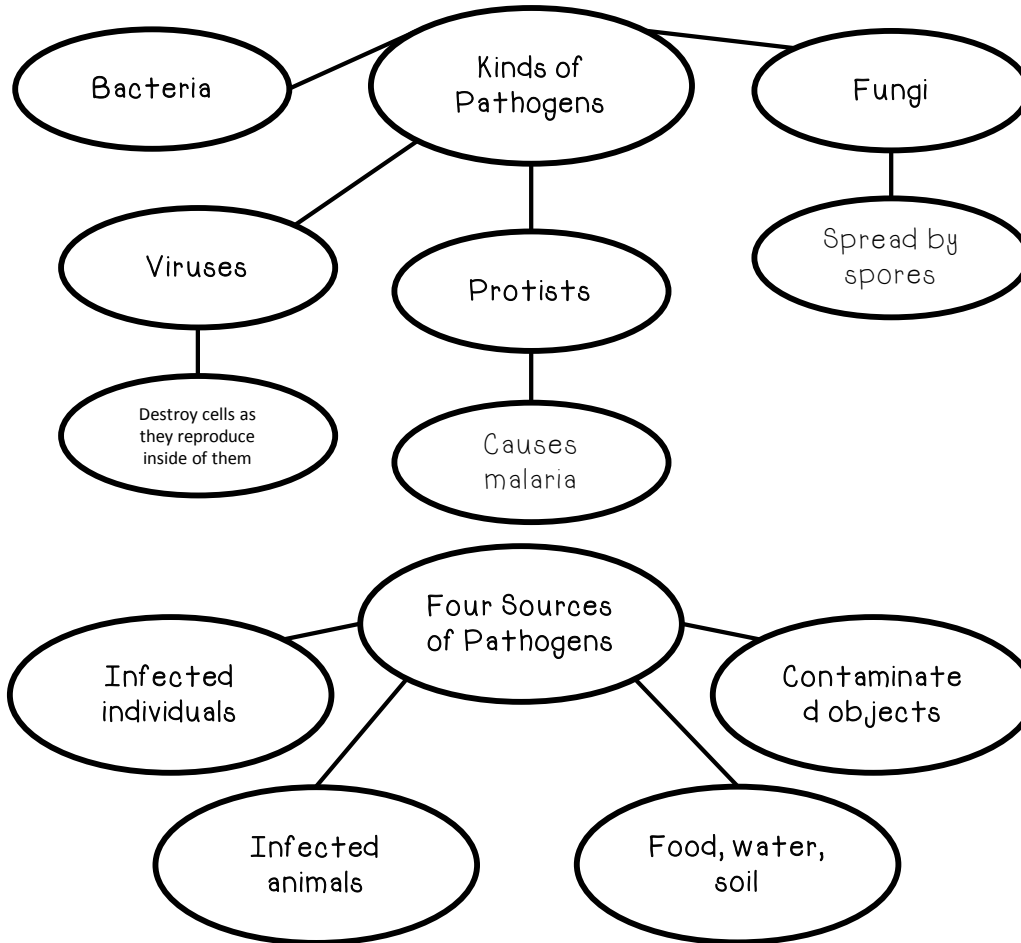 Kinds of
Pathogens
Bacteria
Fungi
Viruses
Protists
Spread by
spores
Destroy cells as
they reproduce
inside of them
Causes
malaria
Four Sources
of Pathogens
Infected
individuals
Contaminate
d objects
Infected
animals
Food, water,
soil